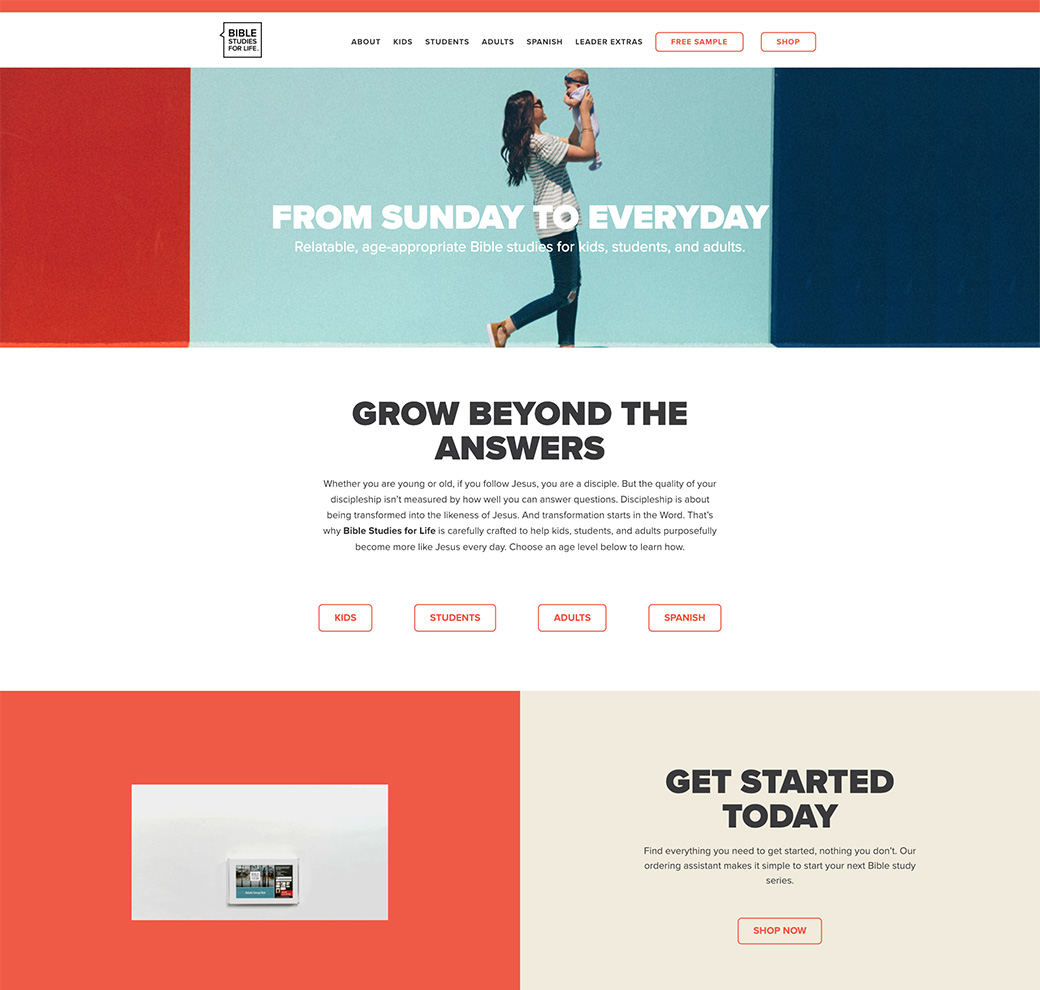 BIBLE
STUDIES
FOR LIFE.
ABOUT KIDS STUDENTS ADULTS SPANISH LEADER EXTRAS FREE SAMPLE SHOP
FROM SUNDAY TO EVERYDAY
Relatable, age-appropriate Bible studies for kids, students, and adults.
GROW BEYOND THE
ANSWERS
Whether you are young or old, if you follow Jesus, you are a disciple. But the quality of your
discipleship isn’t measured by how well you can answer questions. Discipleship is about
being transformed into the likeness of Jesus. And transformation starts in the Word. That’s
why Bible Studies for Life is carefully crafted to help kids, students, and adults purposefully
become more like Jesus every day. Choose an age level below to learn how.
KIDS STUDENTS ADULTS SPANISH
GET STARTED
TODAY
Find everything you need to get started, nothing you don’t. Our
ordering assistant makes it simple to start your next Bible study
series.
SHOP NOW